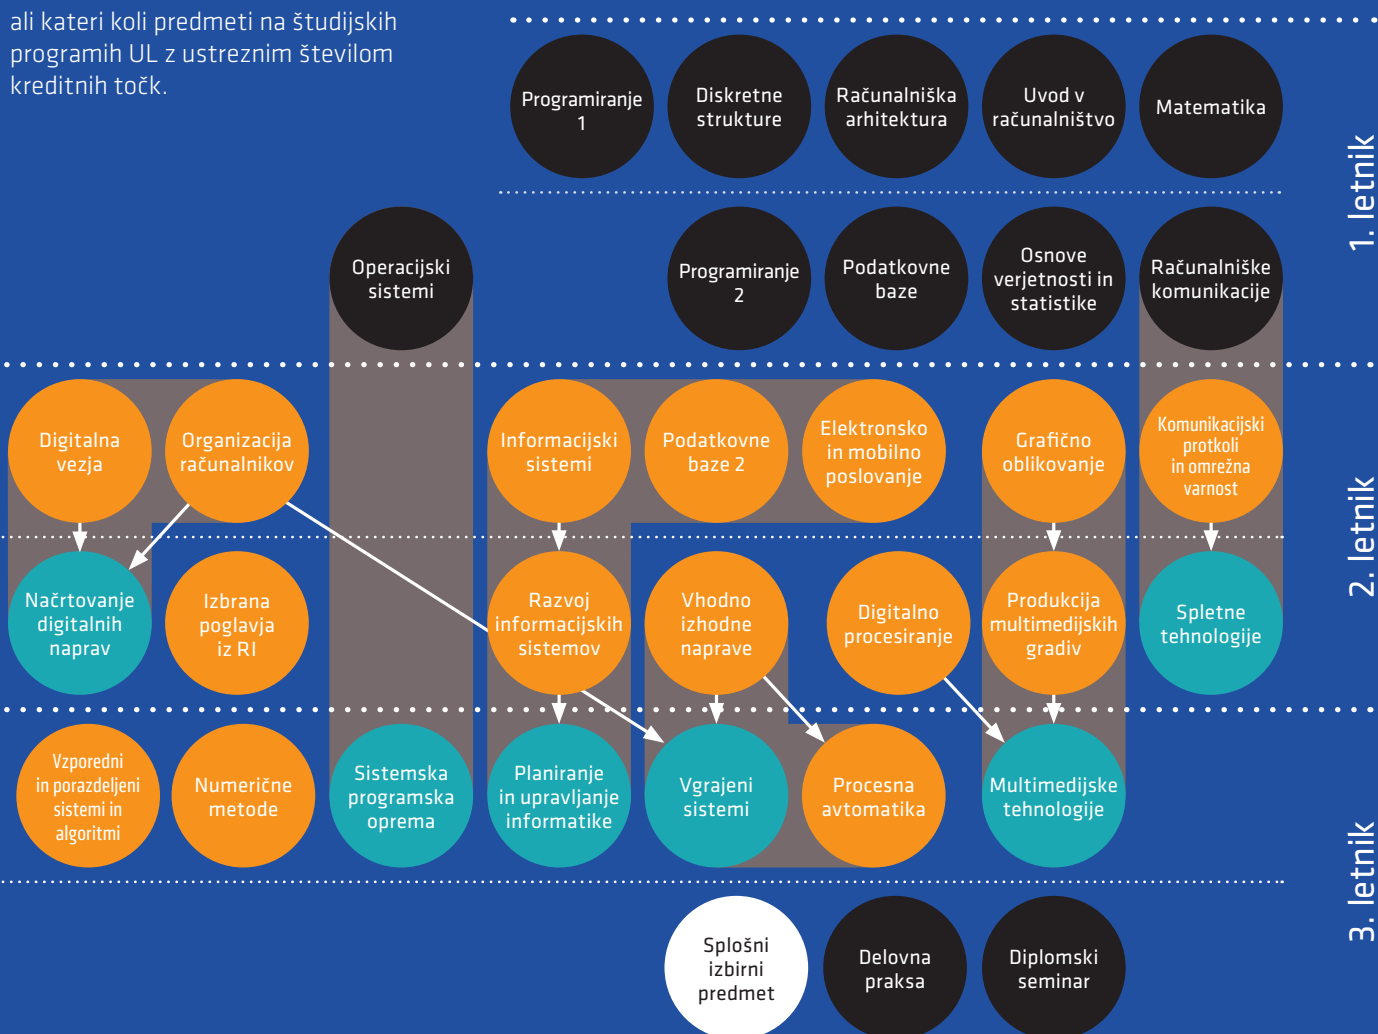 ali kateri koli predmeti na študijskih
programih UL z ustreznim številom
kreditnih točk.
Programiranje
1
Diskretne
strukture
Računalniška
arhitektura
Uvod v
računalništvo
Matematika
1. letnik
Operacijski
sistemi
Programiranje
2
Podatkovne
baze
Osnove
verjetnosti in
statistike
Računalniške
komunikacije
Digitalna
vezja
Organizacija
računalnikov
Informacijski
sistemi
Podatkovne
baze 2
Elektronsko
in mobilno
poslovanje
Grafično
oblikovanje
Komunikacijski
protkoli
in omrežna
varnost
2. letnik
Načrtovanje
digitalnih
naprav
Izbrana
poglavja
iz RI
Razvoj
informacijskih
sistemov
Vhodno
izhodne
naprave
Digitalno
procesiranje
Produkcija
multimedijskih
gradiv
Spletne
tehnologije
Vzporedni
in porazdeljeni
sistemi in
algoritmi
Numerične
metode
Sistemska
programska
oprema
Planiranje
in upravljanje
informatike
Vgrajeni
sistemi
Procesna
avtomatika
Multimedijske
tehnologije
3. letnik
Splošni
izbirni
predmet
Delovna
praksa
Diplomski
seminar